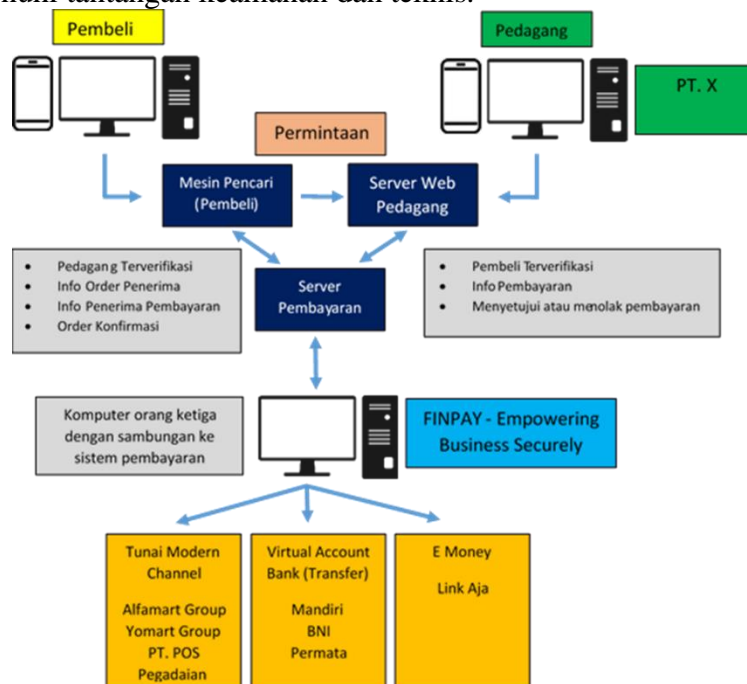 Pembeli
Pedagang
PT. X
Permintaan
Mesin Pencari
(Pembeli)
Server Web
Pedagang
• Pedagang Terverifikasi
• Info Order Penerima
• Info Penerima Pembayaran
• Order Konfirmasi
Server
Pembayaran
• Pembeli Terverifikasi
• Info Pembayaran
• Menyetujui atau menolak pembayaran
Komputer orang ketiga
dengan sambungan ke
sistem pembayaran
FINPAY - Empowering
Business Securely
Tunai Modern
Channel
Alfamart Group
Yomart Group
PT. POS
Pegadaian
Virtual Account
Bank (Transfer)
Mandiri
BNI
Permata
E Money
Link Aja